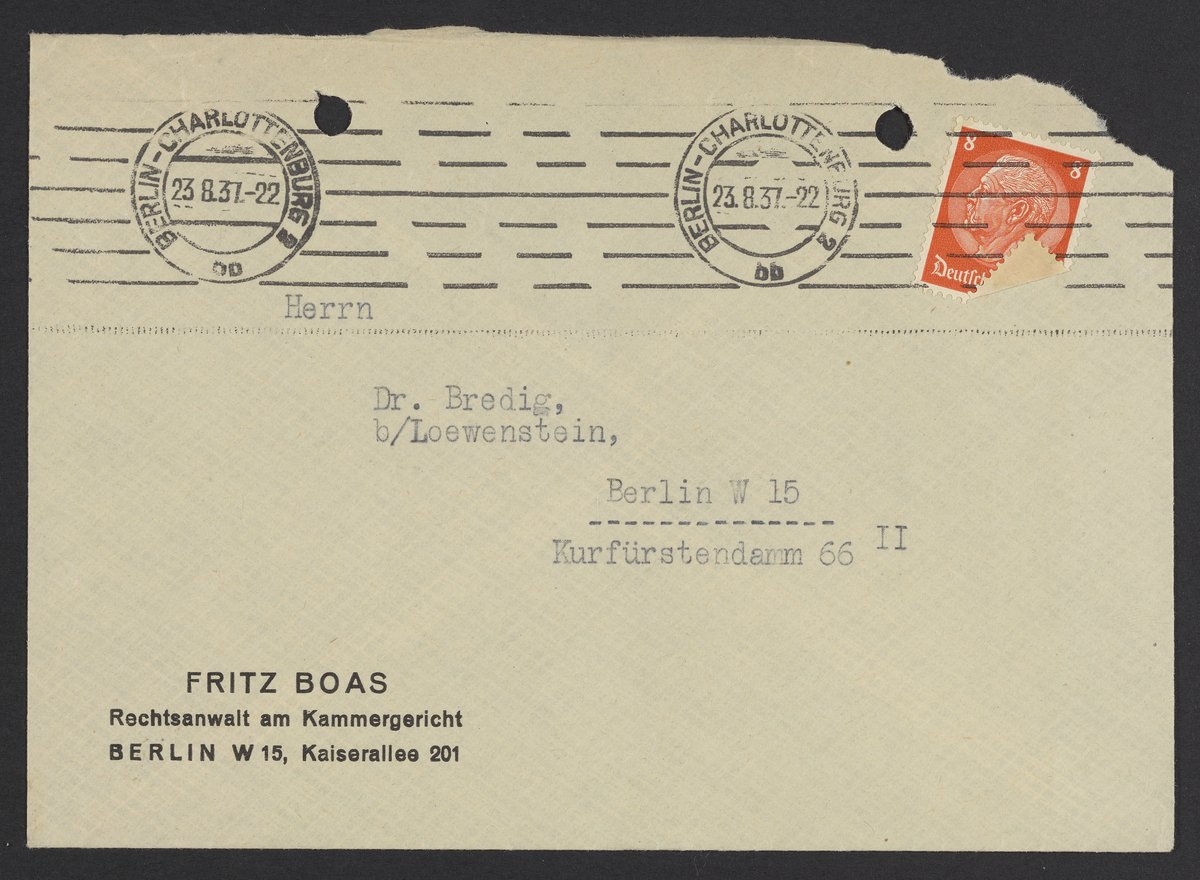 BERLIN-CHARLOTTENBURG 2
23.8.37.-22
bb
BERLIN-CHARLOTTENBURG 2
23.8.37.-22
bb
8
8
Deutsch
Herrn
Dr. Bredig,
b/Loewenstein,
Berlin W 15
Kurfürstendamm 66 II
FRITZ BOAS
Rechtsanwalt am Kammergericht
BERLIN W 15, Kaiserallee 201